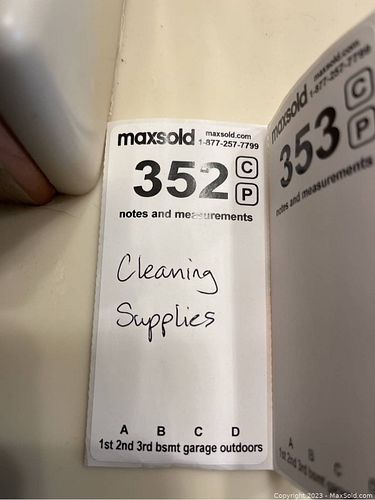 maxsold maxsold.com
1-877-257-7799
352 C
P
notes and measurements
Cleaning
Supplies
A B C D
1st 2nd 3rd bsmt garage outdoors
maxsold maxsold.com
1-877-257-7799
353 C
P
notes and measurements
A B C
1st 2nd 3rd bsmt
Copyright 2023 - MaxSold.com